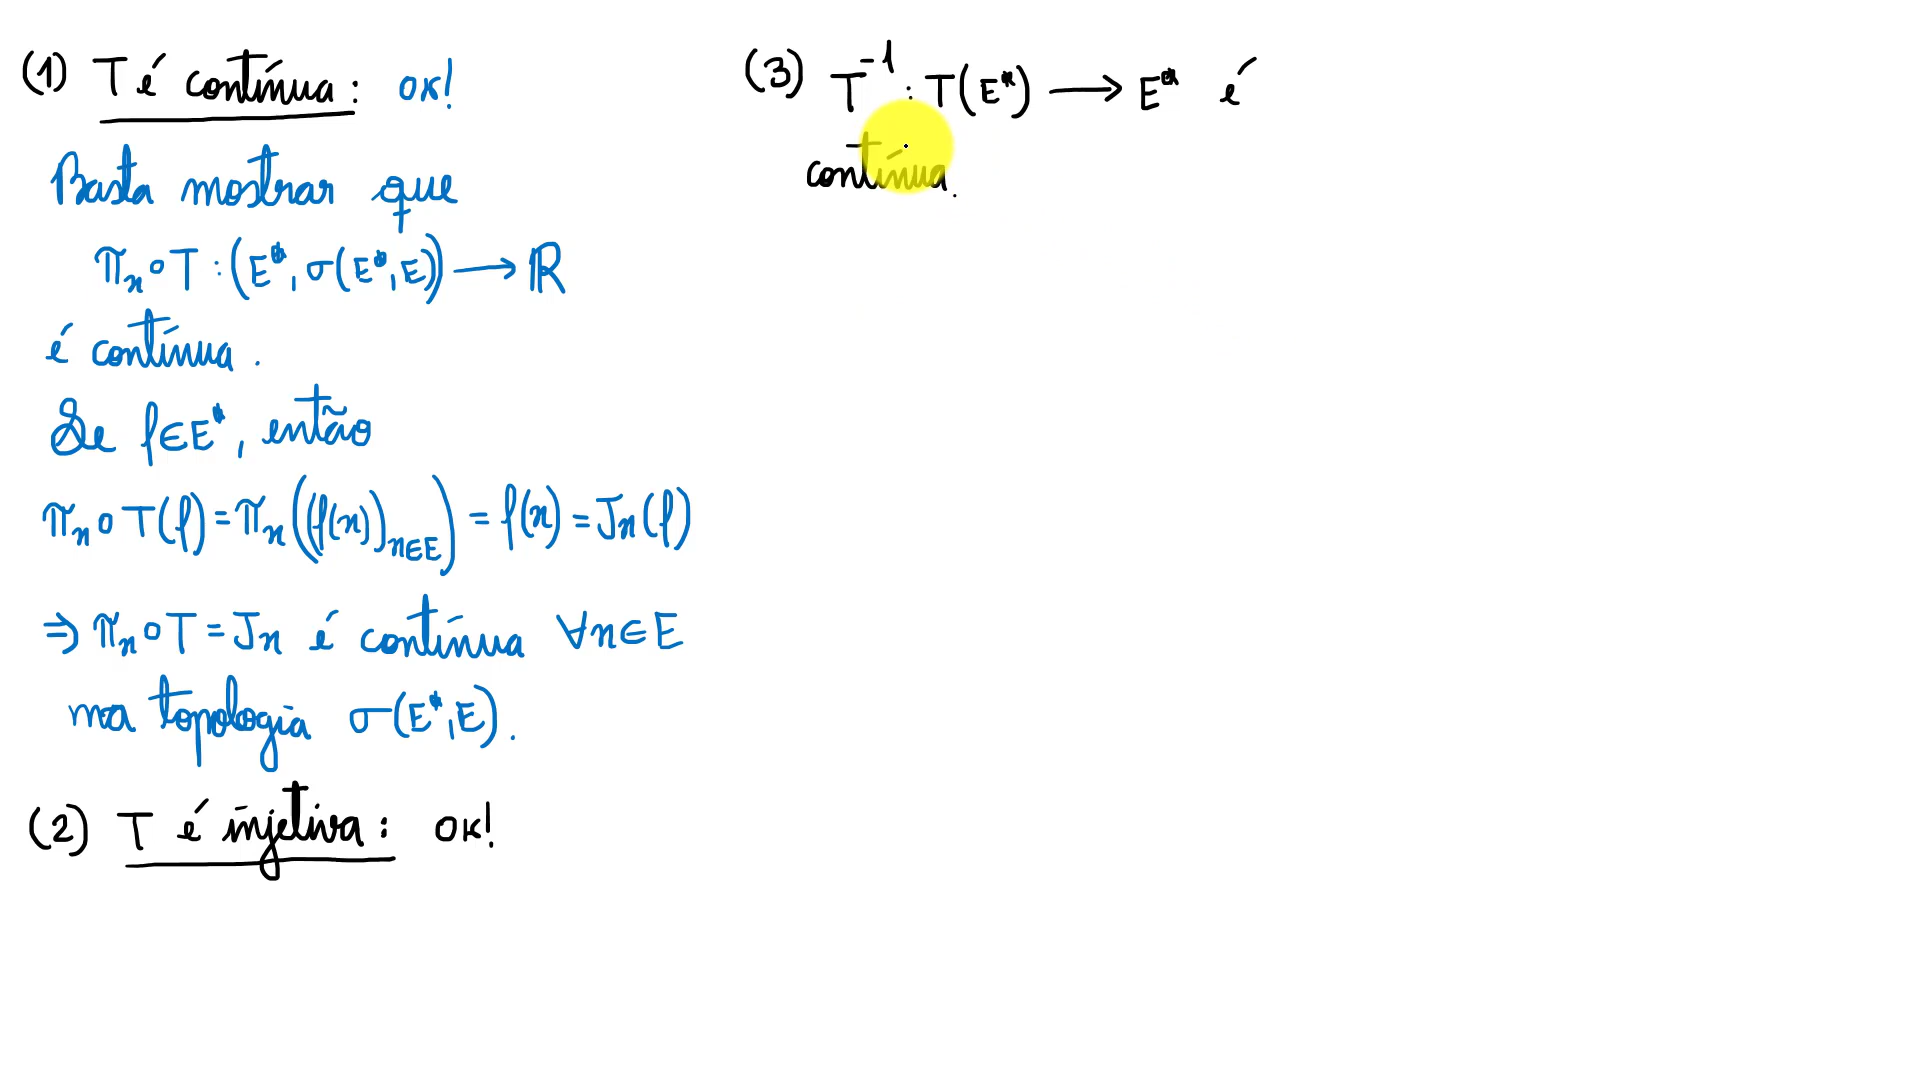 (1) T é contínua: OK!
Basta mostrar que
πₓ∘T : (E*, σ(E*,E)) → ℝ
é contínua.
Se f∈E*, então
πₓ∘T(f) = πₓ((f(x))ₓ∈E) = f(x) = Jₓ(f)
⇒ πₓ∘T = Jₓ é contínua ∀x∈E
na topologia σ(E*,E).
(2) T é injetiva: OK!
(3) T⁻¹ : T(E*) → E* é
contínua.